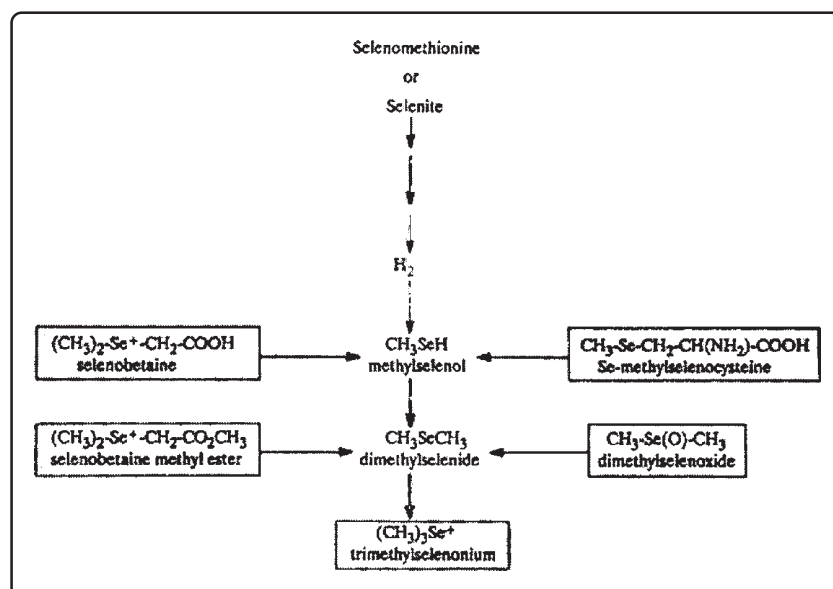 Selenomethionine
or
Selenite
H₂
(CH₃)₂-Se⁺-CH₂-COOH
selenobetaine
CH₃SeH
methylselenol
CH₃-Se-CH₂-CH(NH₂)-COOH
Se-methylselenocysteine
(CH₃)₂-Se⁺-CH₂-CO₂CH₃
selenobetaine methyl ester
CH₃SeCH₃
dimethylselenide
CH₃-Se(O)-CH₃
dimethylselenoxide
(CH₃)₃Se⁺
trimethylselenonium